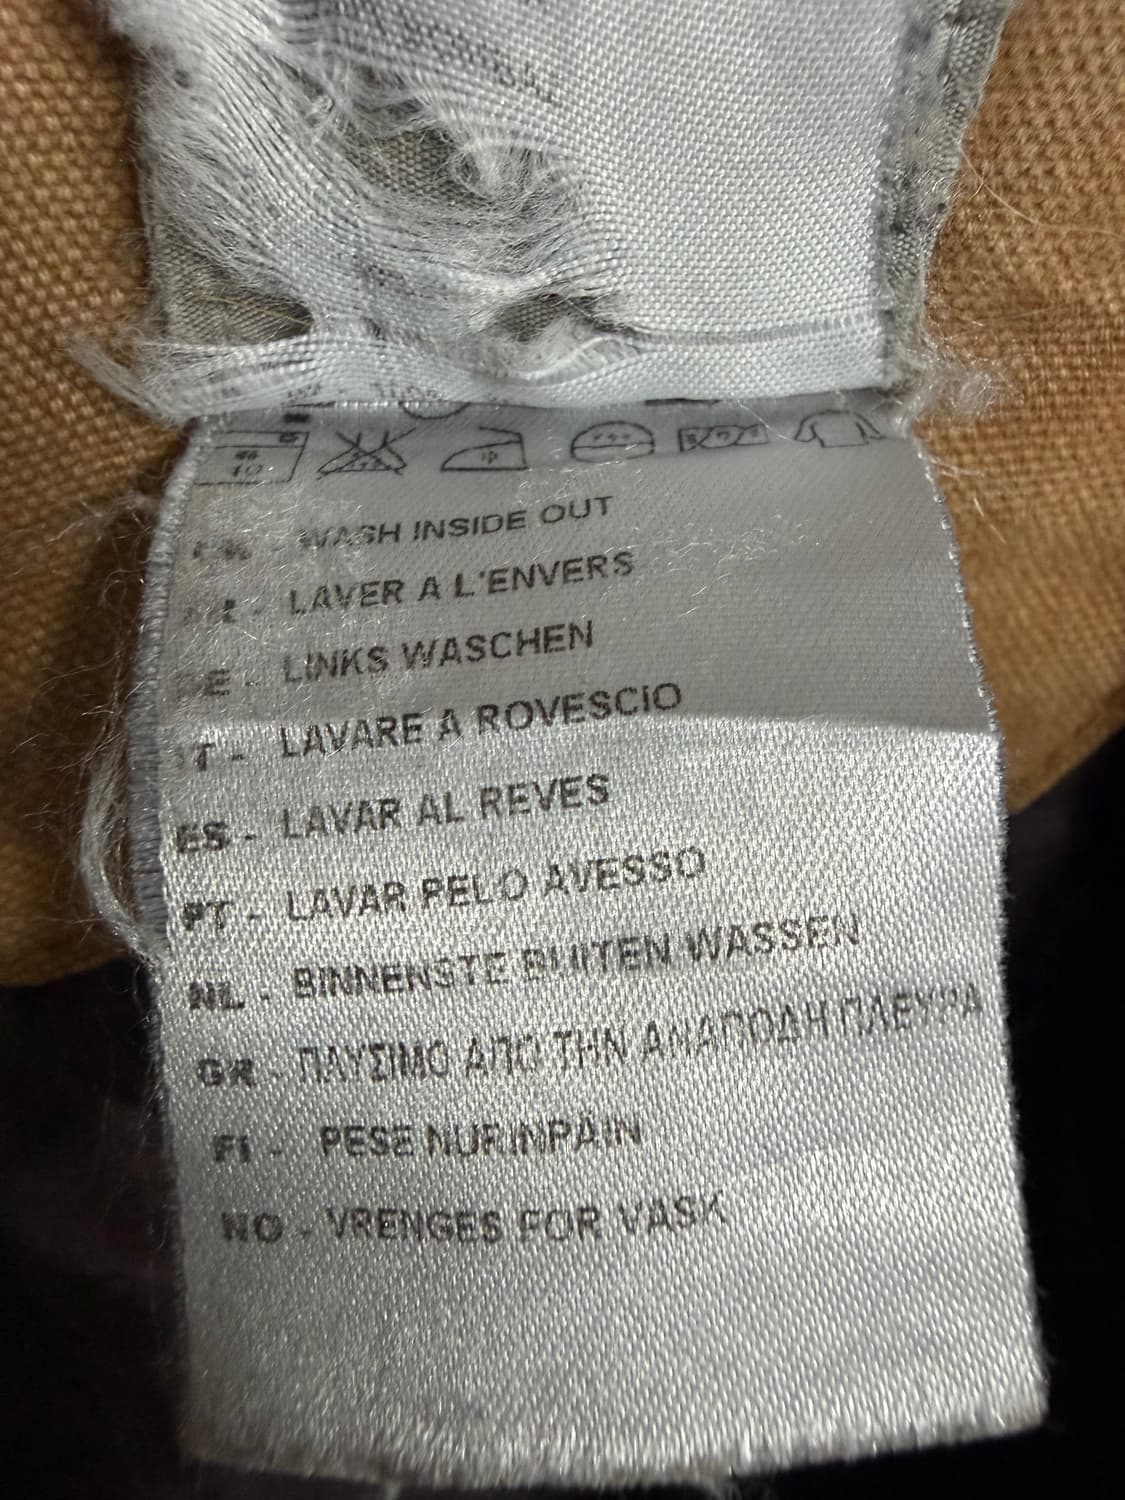 WASH INSIDE OUT
LAVER A L'ENVERS
E - LINKS WASCHEN
T - LAVARE A ROVESCIO
ES - LAVAR AL REVES
PT - LAVAR PELO AVESSO
NL - BINNENSTE BUITEN WASSEN
GR - ΠΛΥΣΙΜΟ ΑΠΟ ΤΗΝ ΑΝΑΠΟΔΗ ΠΛΕΥΡΑ
FI - PESE NURINPÄIN
NO - VRENGES FOR VASK